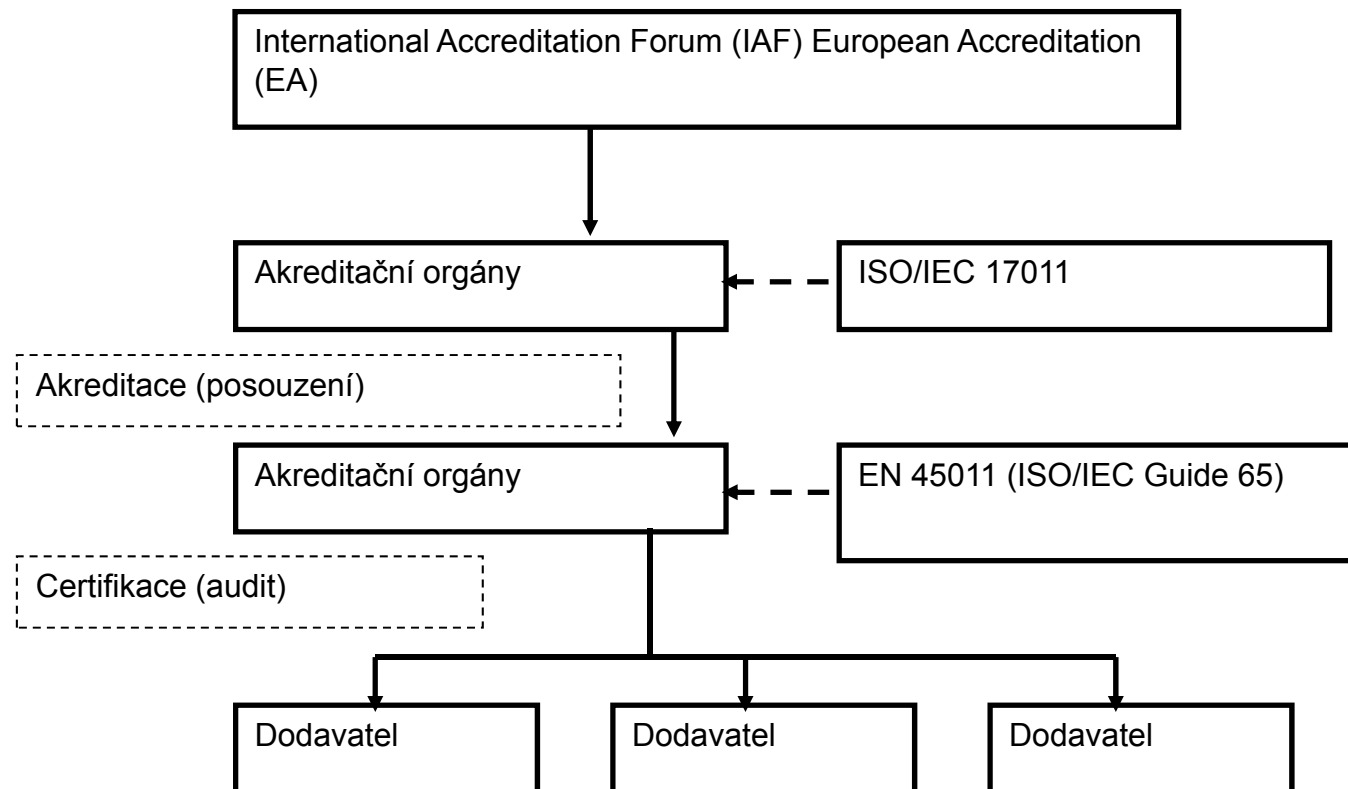 International Accreditation Forum (IAF) European Accreditation
(EA)
Akreditační orgány
ISO/IEC 17011
Akreditace (posouzení)
Akreditační orgány
EN 45011 (ISO/IEC Guide 65)
Certifikace (audit)
Dodavatel
Dodavatel
Dodavatel